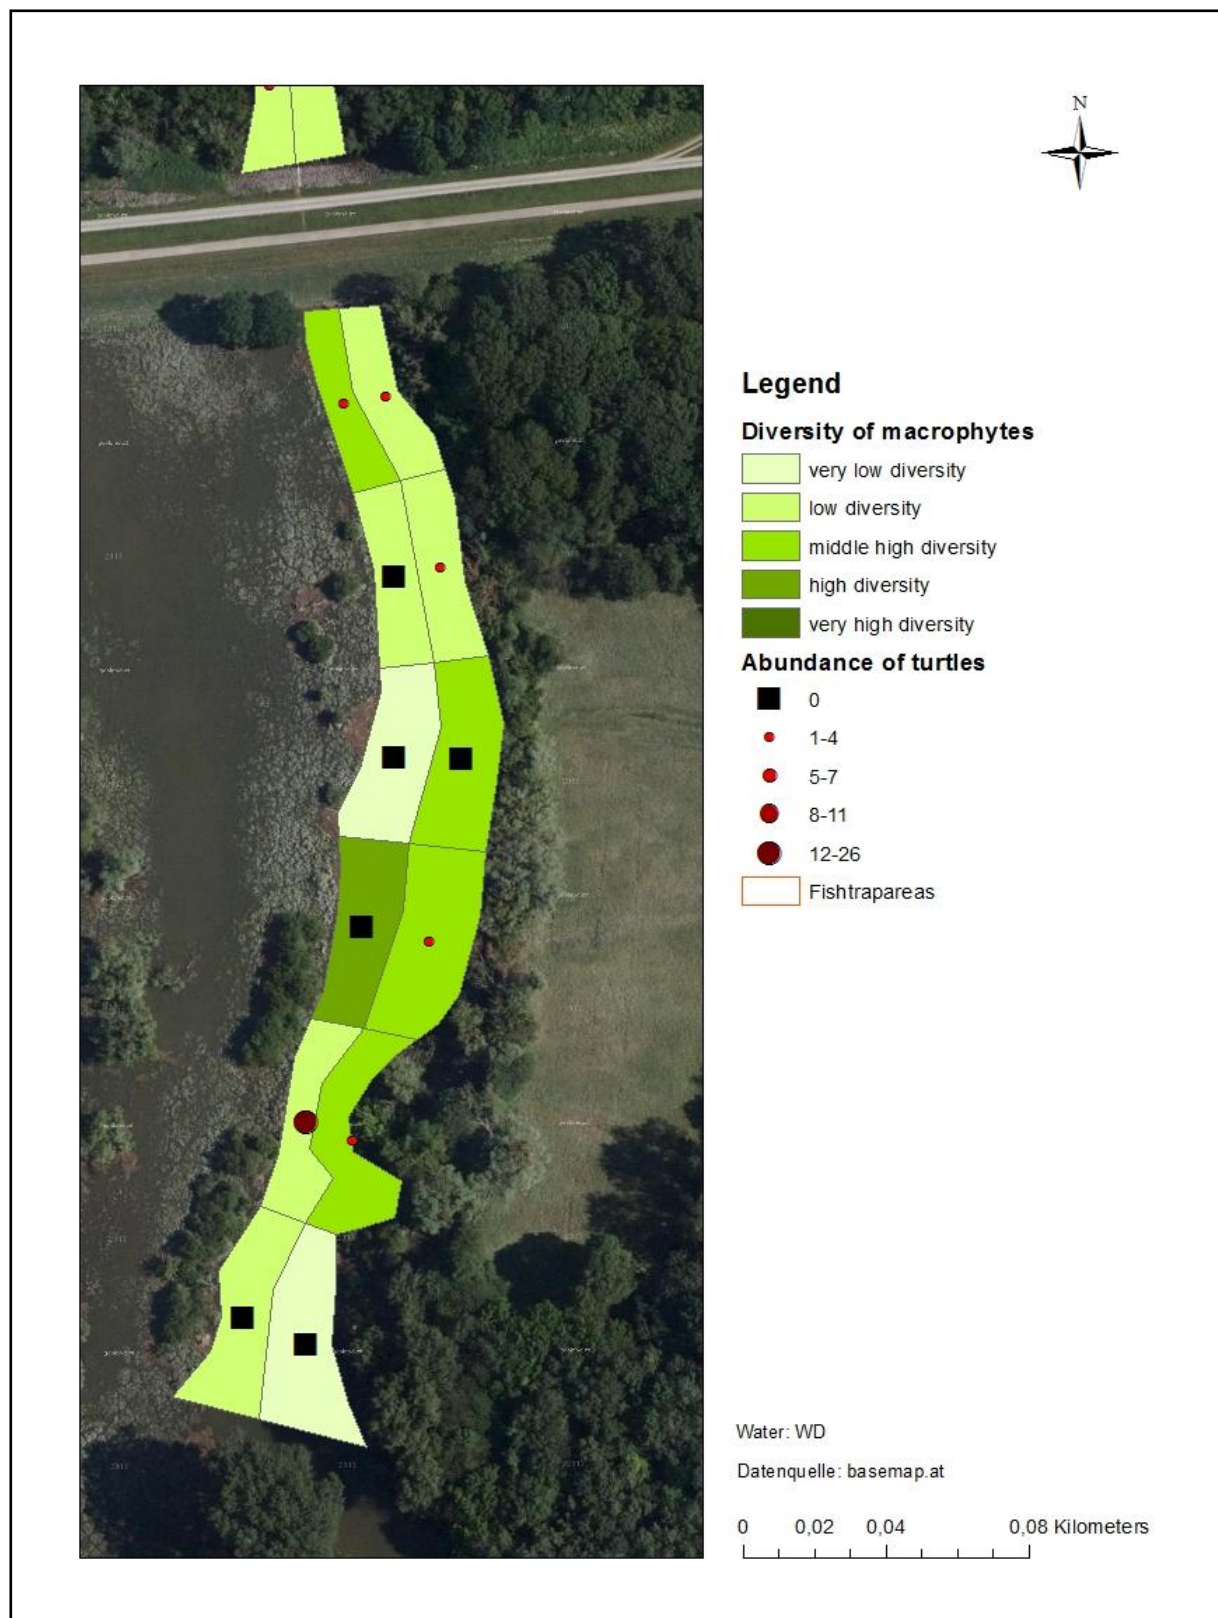 N
Legend
Diversity of macrophytes
very low diversity
low diversity
middle high diversity
high diversity
very high diversity
Abundance of turtles
0
1-4
5-7
8-11
12-26
Fishtrapareas
Water: WD
Datenquelle: basemap.at
0 0,02 0,04 0,08 Kilometers